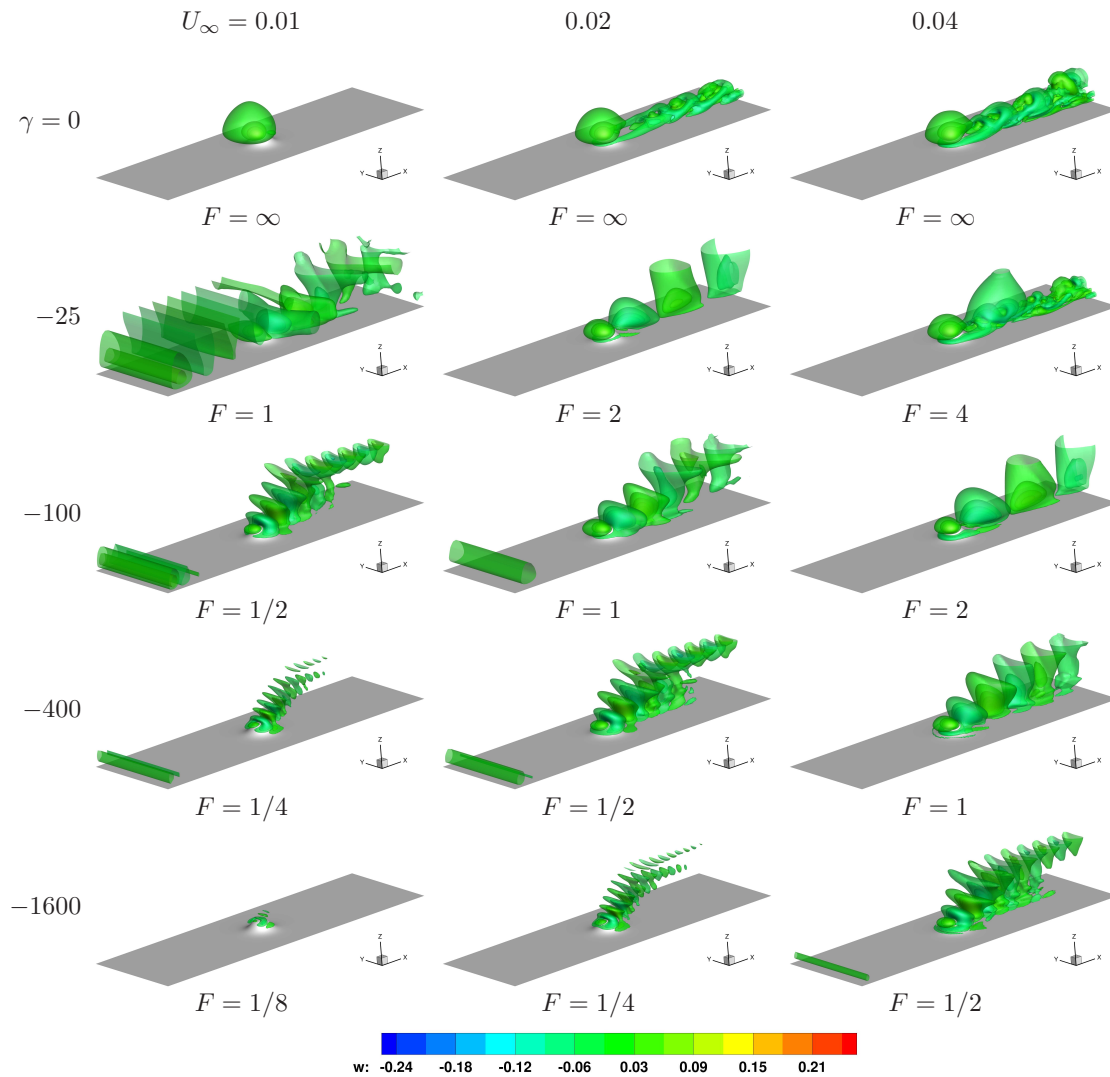 U∞ = 0.01 0.02 0.04
γ = 0
Z Y X Z Y X Z Y X
F = ∞ F = ∞ F = ∞
−25
Z Y X Z Y X Z Y X
F = 1 F = 2 F = 4
−100
Z Y X Z Y X Z Y X
F = 1/2 F = 1 F = 2
−400
Z Y X Z Y X Z Y X
F = 1/4 F = 1/2 F = 1
−1600
Z Y X Z Y X Z Y X
F = 1/8 F = 1/4 F = 1/2
w: -0.24 -0.18 -0.12 -0.06 0.03 0.09 0.15 0.21